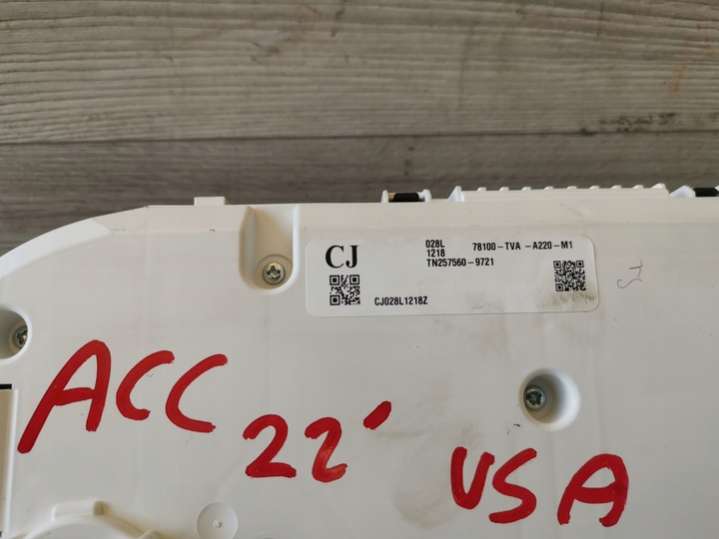 CJ
028L 78100-TVA-A220-M1
1218
TN257560-9721
CJ028L1218Z
ACC 22' USA